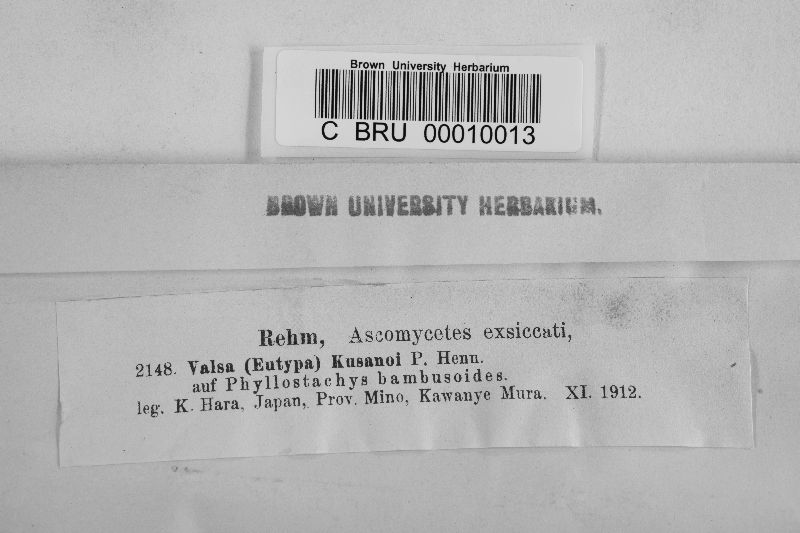 Brown University Herbarium
C BRU 00010013
BROWN UNIVERSITY HERBARIUM.
Rehm, Ascomycetes exsiccati,
2148. Valsa (Eutypa) Kusanoi P. Henn.
auf Phyllostachys bambusoides.
leg. K. Hara, Japan, Prov. Mino, Kawanye Mura. XI. 1912.